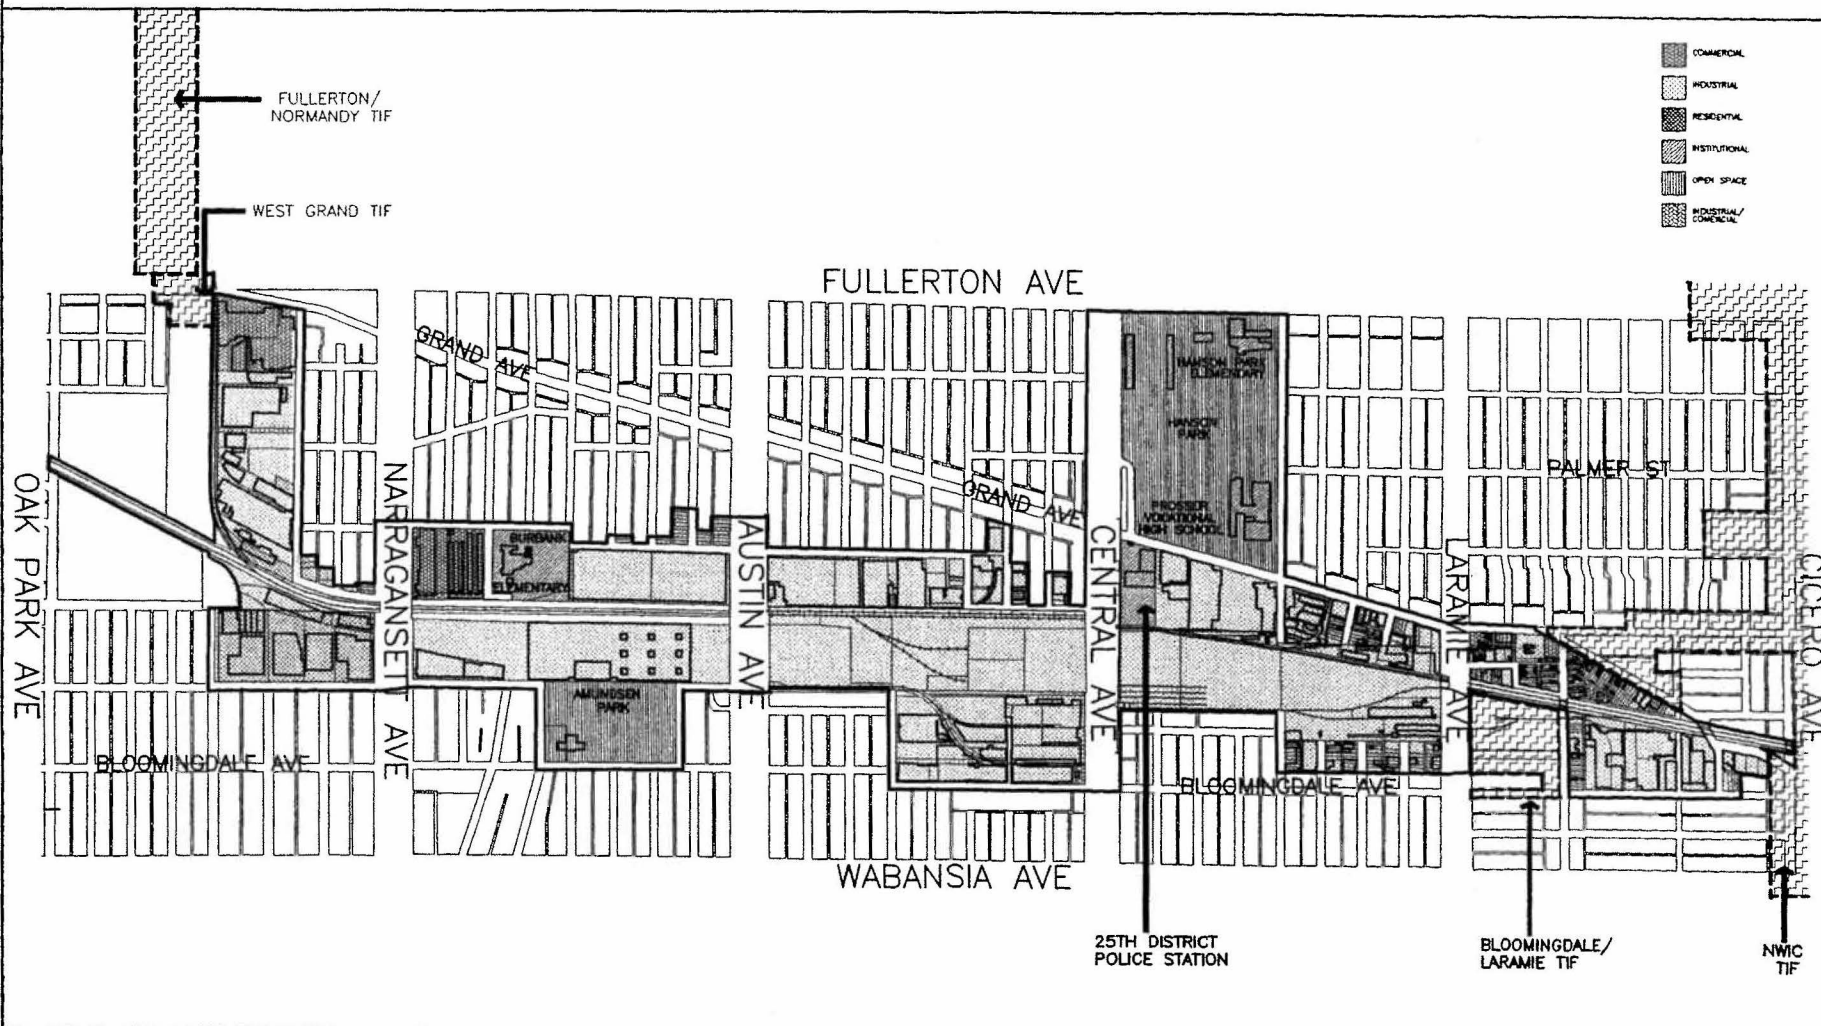 COMMERCIAL
INDUSTRIAL
RESIDENTIAL
INSTITUTIONAL
OPEN SPACE
INDUSTRIAL/
COMERCIAL
FULLERTON/
NORMANDY TIF
WEST GRAND TIF
FULLERTON AVE
GRAND AVE
HANSON PARK
ELEMENDARY
HANSON
PARK
PALMER ST
GRAND AVE
PROSSER
VOCATIONAL
HIGH SCHOOL
OAK PARK AVE
NARRAGANSETT AVE
BURBANK
ELEMENTARY
AUSTIN AVE
CENTRAL AVE
LARAMIE AVE
CICERO AVE
AMUNDSEN
PARK
BLOOMINGDALE AVE
BLOOMINGDALE AVE
WABANSIA AVE
25TH DISTRICT
POLICE STATION
BLOOMINGDALE/
LARAMIE TIF
NWIC
TIF